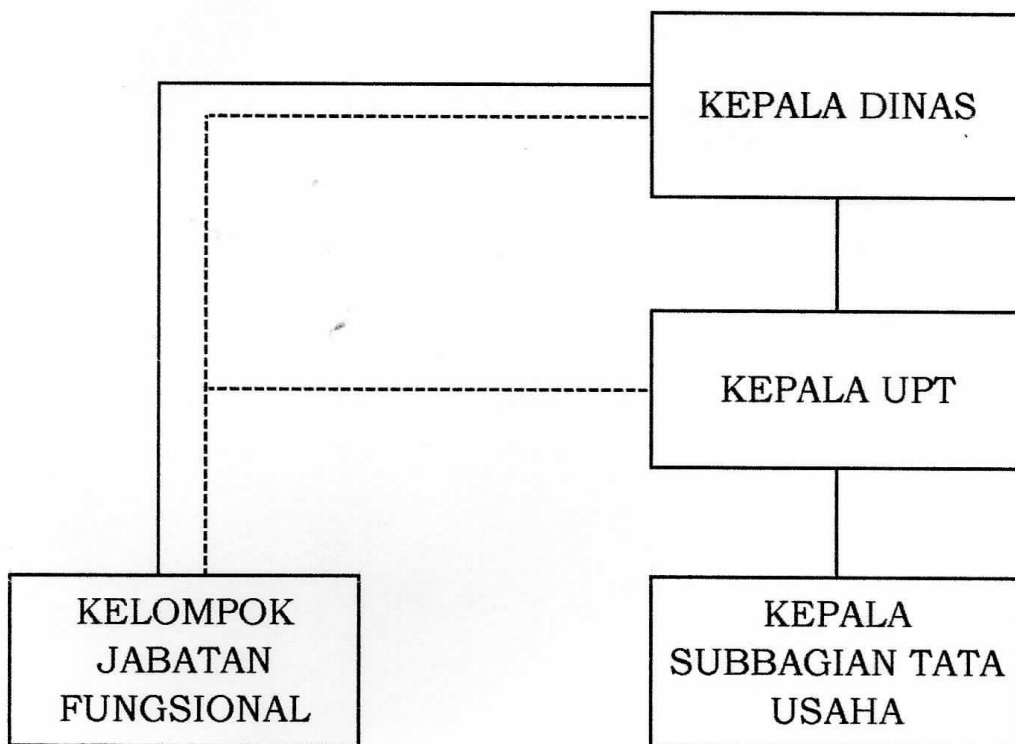 KEPALA DINAS
KEPALA UPT
KELOMPOK
JABATAN
FUNGSIONAL
KEPALA
SUBBAGIAN TATA
USAHA